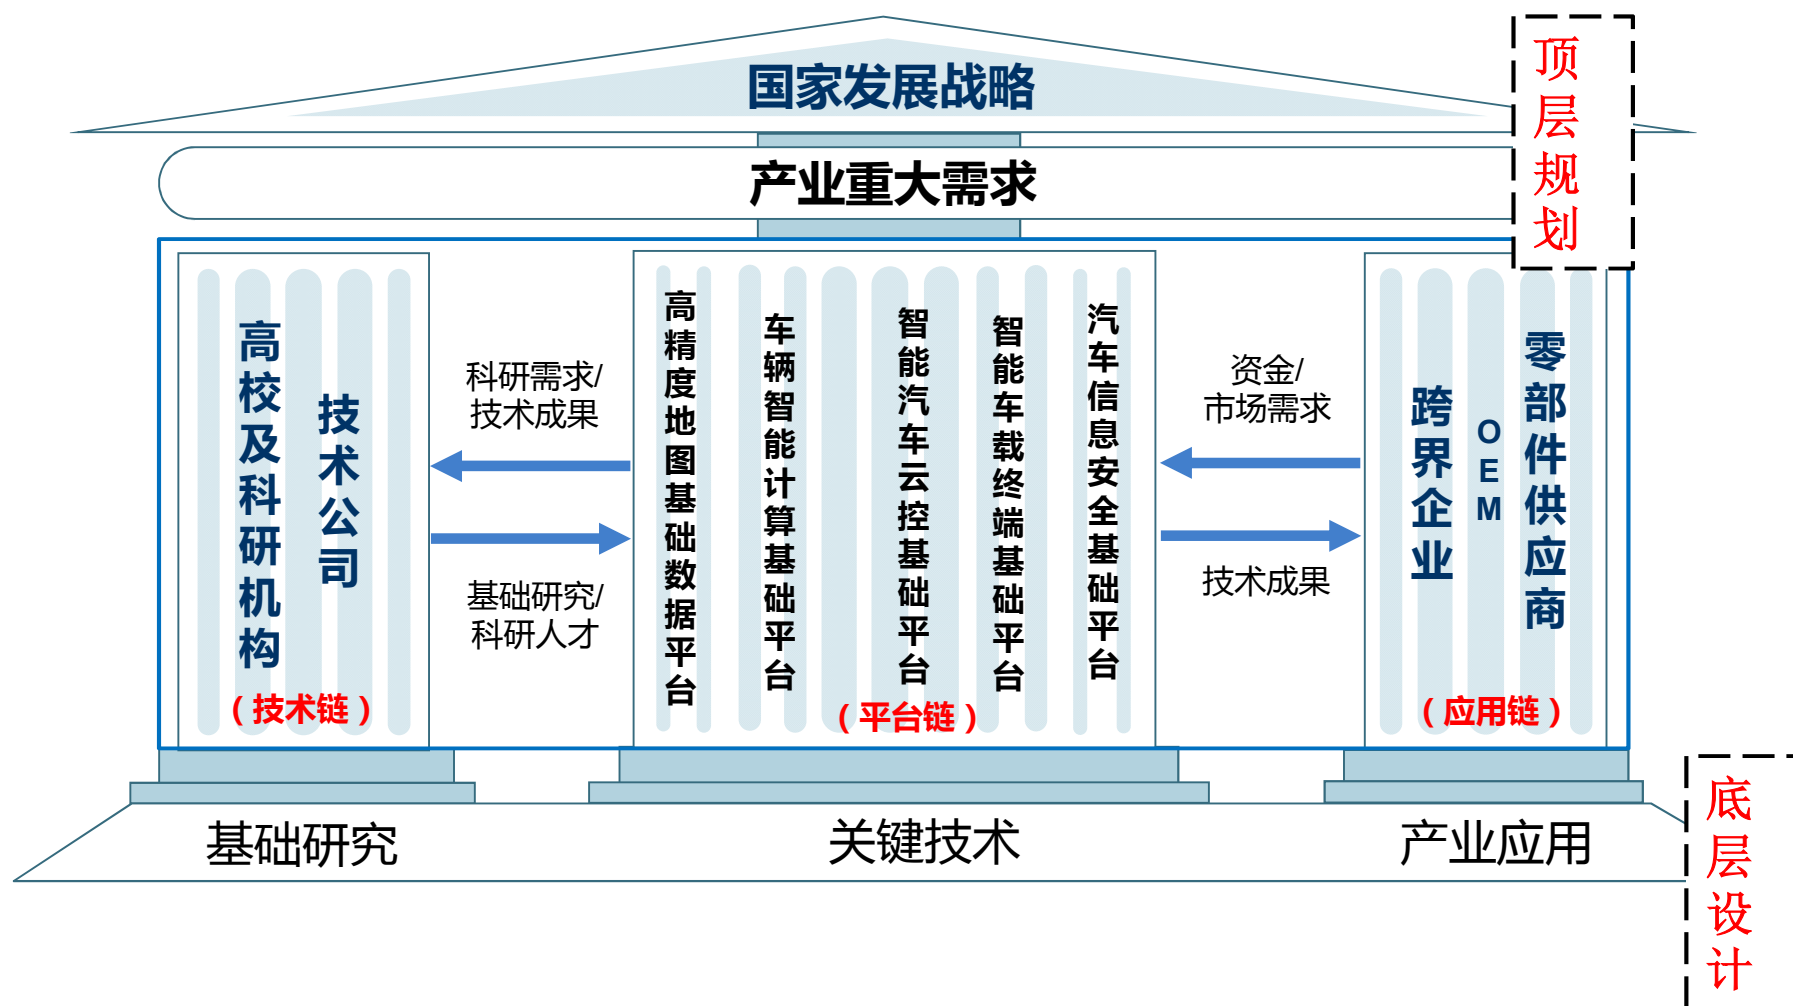 国家发展战略
顶层规划
产业重大需求
高校及科研机构
技术公司
（技术链）
科研需求/
技术成果
基础研究/
科研人才
高精度地图基础数据平台
车辆智能计算基础平台
智能汽车云控基础平台
智能车载终端基础平台
汽车信息安全基础平台
（平台链）
资金/
市场需求
技术成果
跨界企业
OEM
零部件供应商
（应用链）
基础研究
关键技术
产业应用
底层设计